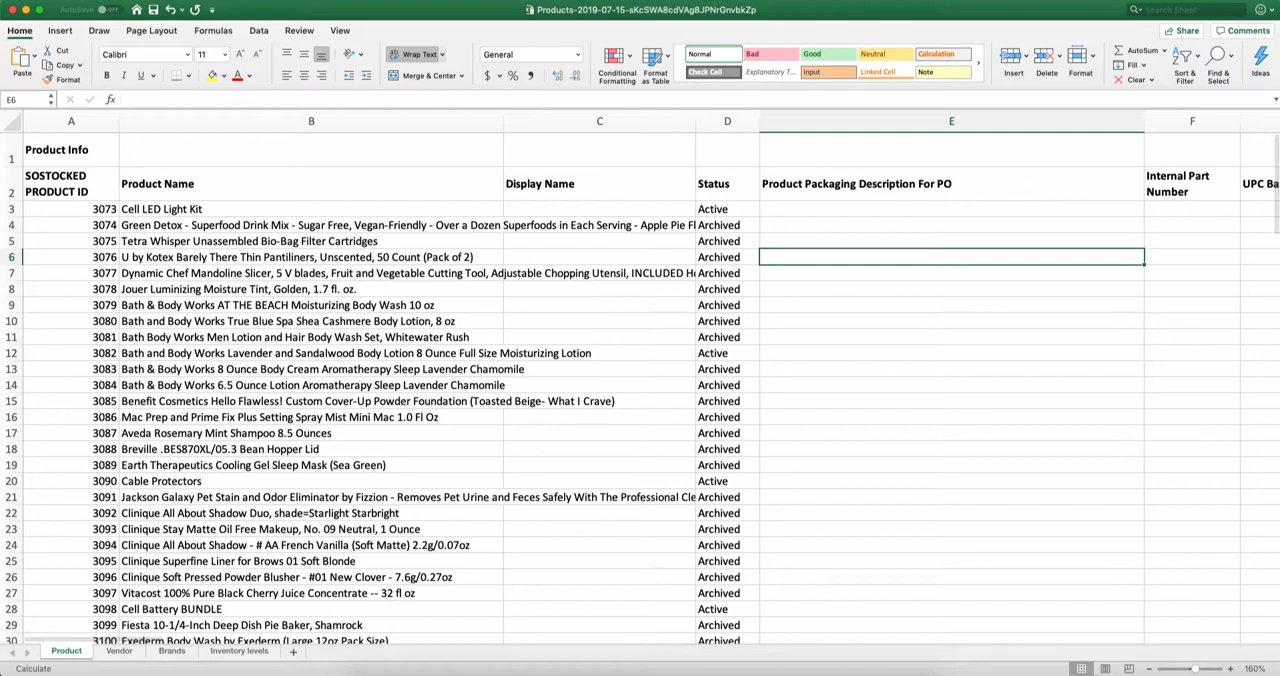 AutoSave OFF Products-2019-07-15-sKcSWA8cdVAg8JPNrGnvbkZp Search Sheet
Home Insert Draw Page Layout Formulas Data Review View Share Comments
Paste Cut Copy Format
Calibri 11 A^ A
B I U A
Wrap Text
Merge & Center
General
$ % 9
Conditional Formatting Format as Table
Normal Bad Good Neutral Calculation
Check Cell Explanatory T... Input Linked Cell Note
Insert Delete Format
AutoSum Fill Clear
Sort & Filter Find & Select Ideas
E6 fx
A B C D E F
1 Product Info
2 SOSTOCKED PRODUCT ID Product Name Display Name Status Product Packaging Description For PO Internal Part Number UPC Ba
3 3073 Cell LED Light Kit Active
4 3074 Green Detox - Superfood Drink Mix - Sugar Free, Vegan-Friendly - Over a Dozen Superfoods in Each Serving - Apple Pie Fl Archived
5 3075 Tetra Whisper Unassembled Bio-Bag Filter Cartridges Archived
6 3076 U by Kotex Barely There Thin Pantiliners, Unscented, 50 Count (Pack of 2) Archived
7 3077 Dynamic Chef Mandoline Slicer, 5 V blades, Fruit and Vegetable Cutting Tool, Adjustable Chopping Utensil, INCLUDED H Archived
8 3078 Jouer Luminizing Moisture Tint, Golden, 1.7 fl. oz. Archived
9 3079 Bath & Body Works AT THE BEACH Moisturizing Body Wash 10 oz Archived
10 3080 Bath and Body Works True Blue Spa Shea Cashmere Body Lotion, 8 oz Archived
11 3081 Bath Body Works Men Lotion and Hair Body Wash Set, Whitewater Rush Archived
12 3082 Bath and Body Works Lavender and Sandalwood Body Lotion 8 Ounce Full Size Moisturizing Lotion Active
13 3083 Bath & Body Works 8 Ounce Body Cream Aromatherapy Sleep Lavender Chamomile Archived
14 3084 Bath & Body Works 6.5 Ounce Lotion Aromatherapy Sleep Lavender Chamomile Archived
15 3085 Benefit Cosmetics Hello Flawless! Custom Cover-Up Powder Foundation (Toasted Beige- What I Crave) Archived
16 3086 Mac Prep and Prime Fix Plus Setting Spray Mist Mini Mac 1.0 Fl Oz Archived
17 3087 Aveda Rosemary Mint Shampoo 8.5 Ounces Archived
18 3088 Breville .BES870XL/05.3 Bean Hopper Lid Archived
19 3089 Earth Therapeutics Cooling Gel Sleep Mask (Sea Green) Archived
20 3090 Cable Protectors Active
21 3091 Jackson Galaxy Pet Stain and Odor Eliminator by Fizzion - Removes Pet Urine and Feces Safely With The Professional Cle Archived
22 3092 Clinique All About Shadow Duo, shade=Starlight Starbright Archived
23 3093 Clinique Stay Matte Oil Free Makeup, No. 09 Neutral, 1 Ounce Archived
24 3094 Clinique All About Shadow - # AA French Vanilla (Soft Matte) 2.2g/0.07oz Archived
25 3095 Clinique Superfine Liner for Brows 01 Soft Blonde Archived
26 3096 Clinique Soft Pressed Powder Blusher - #01 New Clover - 7.6g/0.27oz Archived
27 3097 Vitacost 100% Pure Black Cherry Juice Concentrate -- 32 fl oz Archived
28 3098 Cell Battery BUNDLE Active
29 3099 Fiesta 10-1/4-Inch Deep Dish Pie Baker, Shamrock Archived
30 3100 Exederm Body Wash by Exederm (Large 12oz Pack Size) Archived
Product Vendor Brands Inventory levels +
Calculate 160%